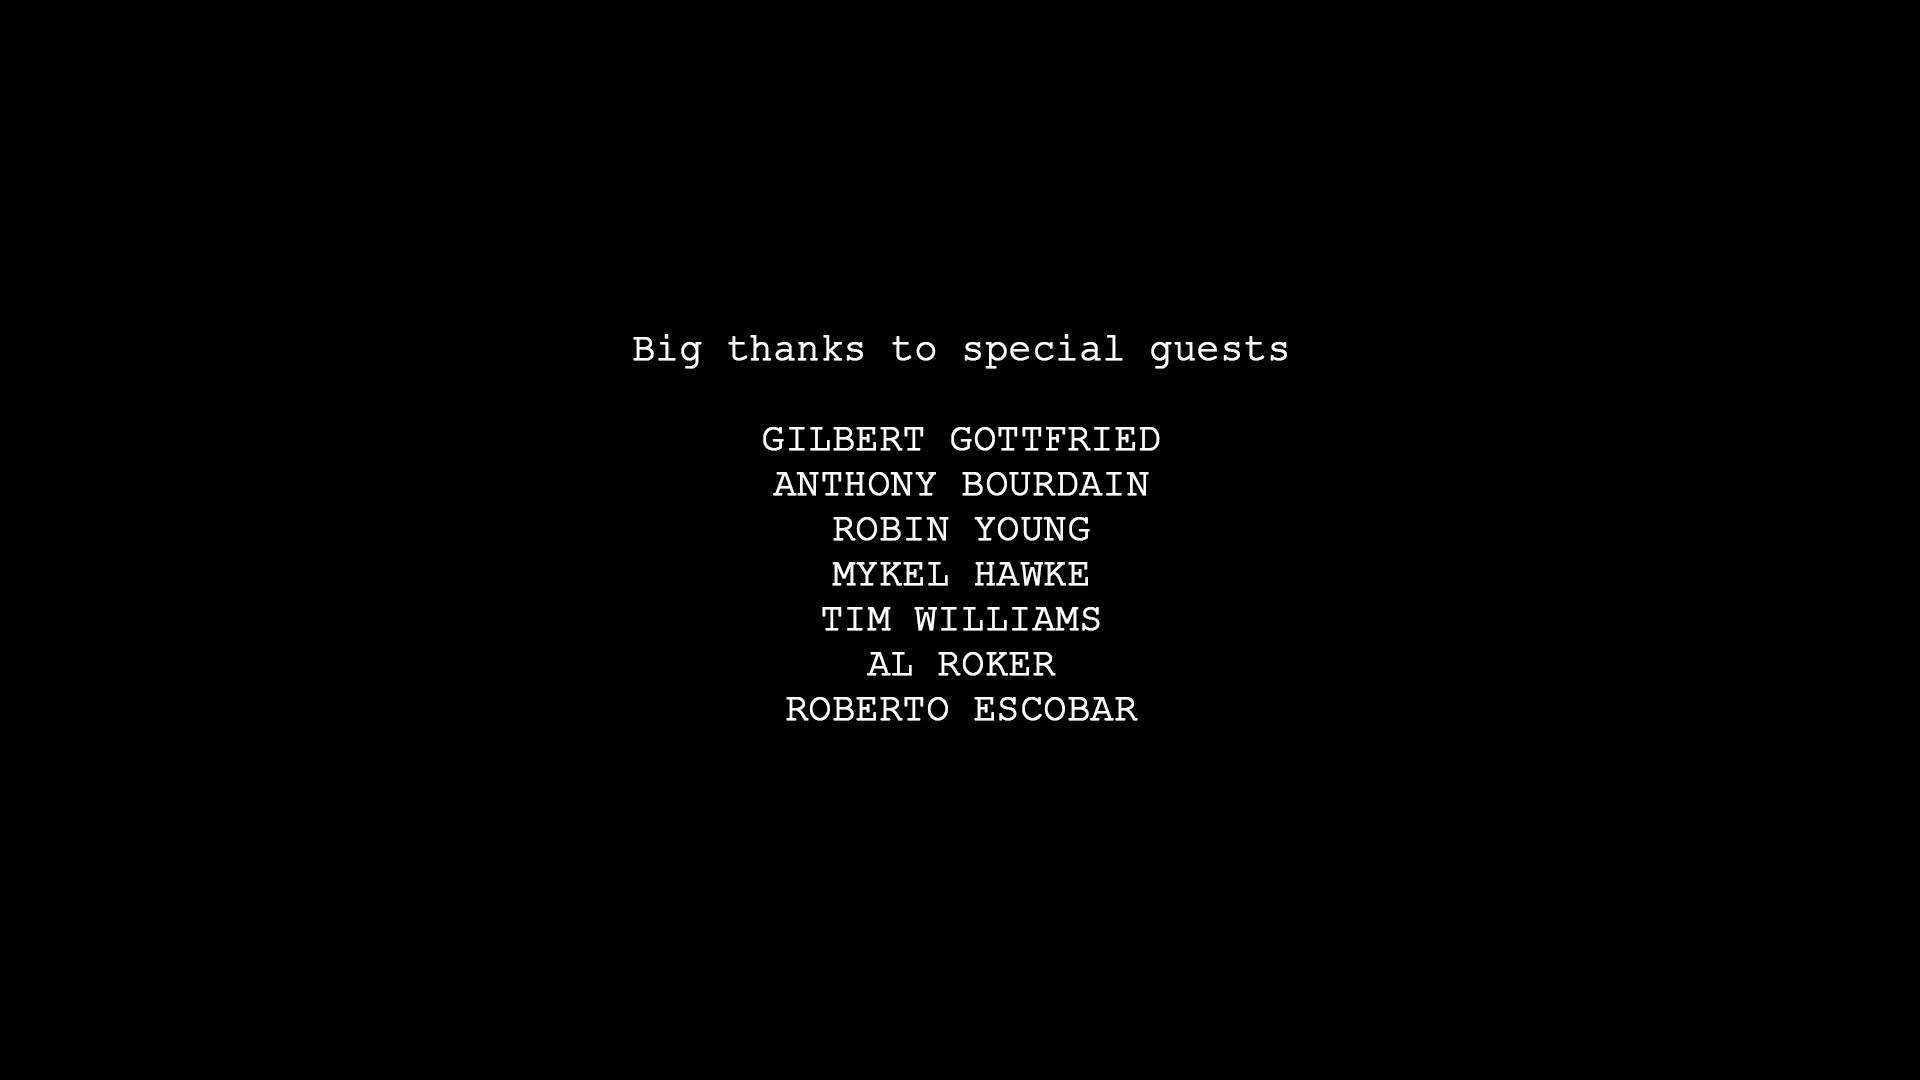 Big thanks to special guests
GILBERT GOTTFRIED
ANTHONY BOURDAIN
ROBIN YOUNG
MYKEL HAWKE
TIM WILLIAMS
AL ROKER
ROBERTO ESCOBAR